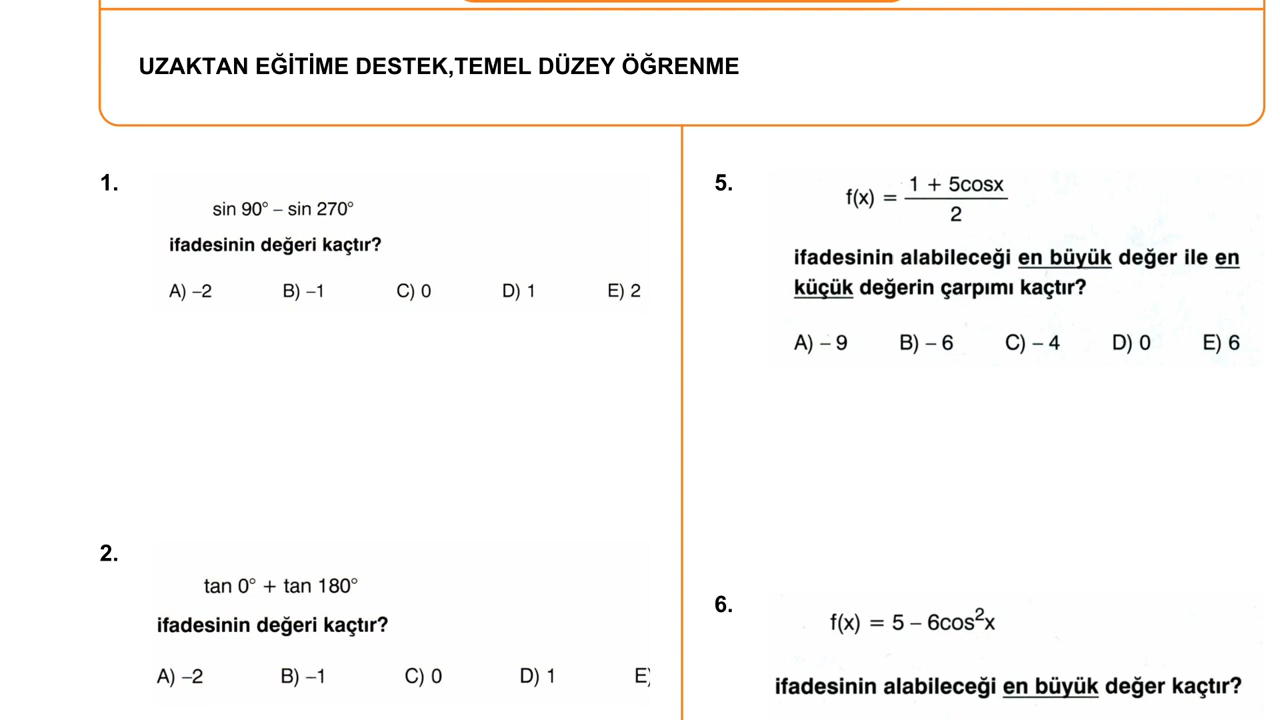 UZAKTAN EĞİTİME DESTEK,TEMEL DÜZEY ÖĞRENME
1.
sin 90° – sin 270°
ifadesinin değeri kaçtır?
A) –2 B) –1 C) 0 D) 1 E) 2
2.
tan 0° + tan 180°
ifadesinin değeri kaçtır?
A) –2 B) –1 C) 0 D) 1 E)
5.
f(x) = (1 + 5cosx)/2
ifadesinin alabileceği en büyük değer ile en
küçük değerin çarpımı kaçtır?
A) – 9 B) – 6 C) – 4 D) 0 E) 6
6.
f(x) = 5 – 6cos²x
ifadesinin alabileceği en büyük değer kaçtır?